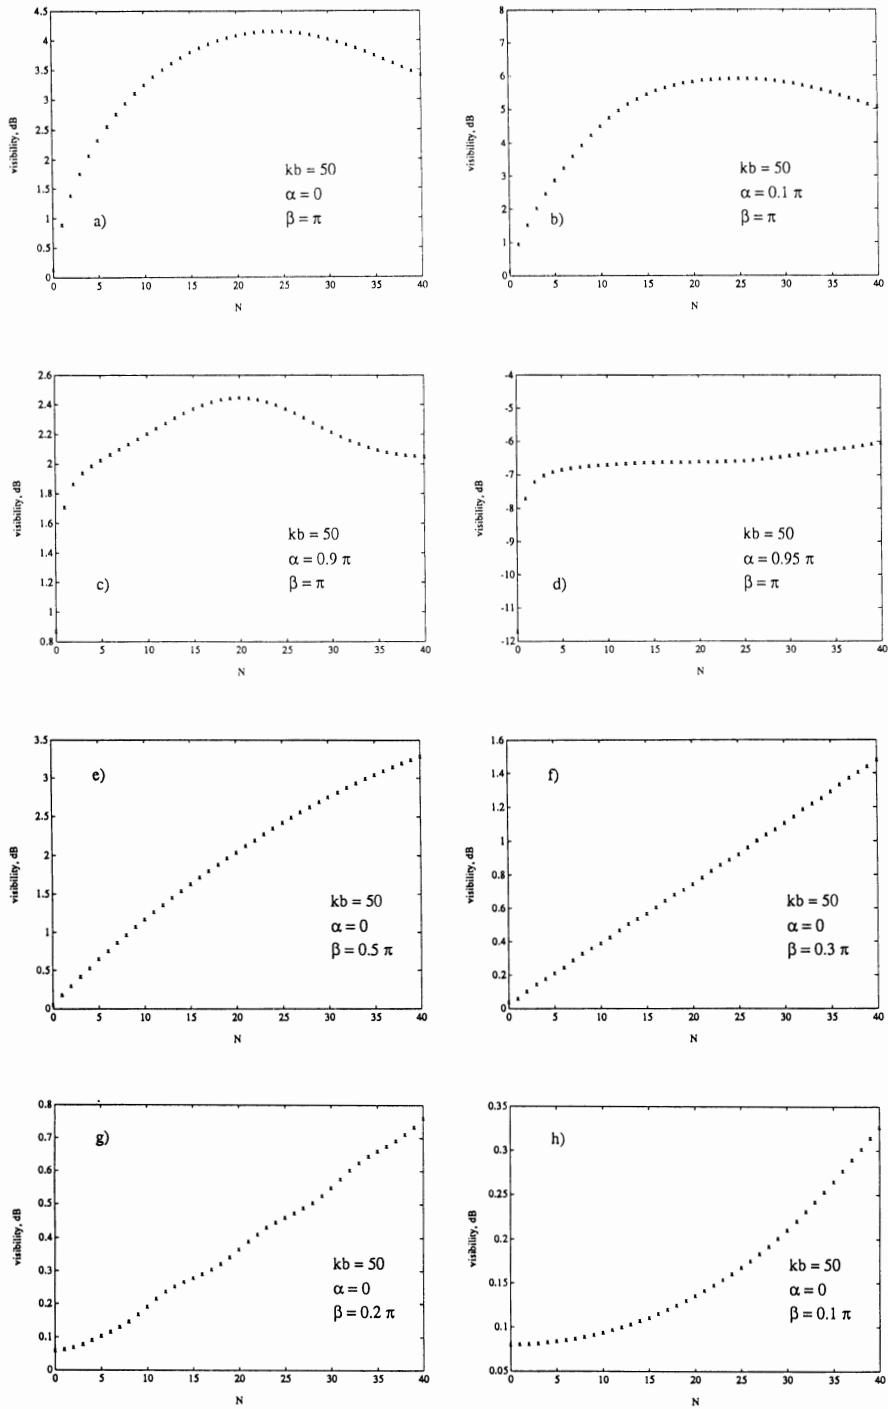 4.5
4
3.5
3
2.5
2
1.5
1
0.5
0
visibility, dB
kb = 50
α = 0
β = π
a)
0 5 10 15 20 25 30 35 40
N
8
7
6
5
4
3
2
1
0
visibility, dB
kb = 50
α = 0.1 π
β = π
b)
0 5 10 15 20 25 30 35 40
N
2.6
2.4
2.2
2
1.8
1.6
1.4
1.2
1
0.8
visibility, dB
kb = 50
α = 0.9 π
β = π
c)
0 5 10 15 20 25 30 35 40
N
-4
-5
-6
-7
-8
-9
-10
-11
-12
visibility, dB
kb = 50
α = 0.95 π
β = π
d)
0 5 10 15 20 25 30 35 40
N
3.5
3
2.5
2
1.5
1
0.5
0
visibility, dB
e)
kb = 50
α = 0
β = 0.5 π
0 5 10 15 20 25 30 35 40
N
1.6
1.4
1.2
1
0.8
0.6
0.4
0.2
0
visibility, dB
f)
kb = 50
α = 0
β = 0.3 π
0 5 10 15 20 25 30 35 40
N
0.8
0.7
0.6
0.5
0.4
0.3
0.2
0.1
0
visibility, dB
g)
kb = 50
α = 0
β = 0.2 π
0 5 10 15 20 25 30 35 40
N
0.35
0.3
0.25
0.2
0.15
0.1
0.05
visibility, dB
h)
kb = 50
α = 0
β = 0.1 π
0 5 10 15 20 25 30 35 40
N